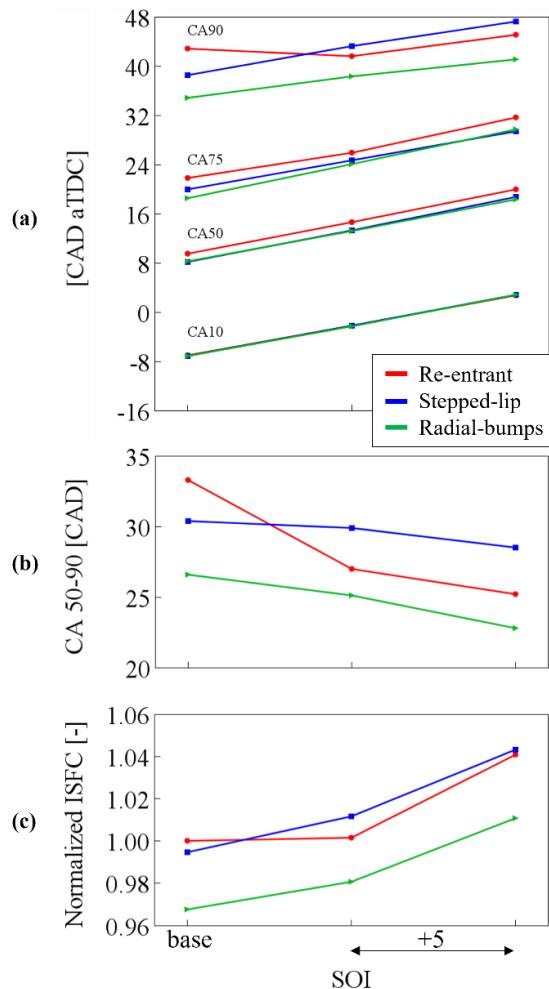 48
CA90
40
32
24
CA75
(a)
[CAD aTDC]
16
CA50
8
0
CA10
-8
-16
Re-entrant
Stepped-lip
Radial-bumps
35
30
(b)
CA 50-90 [CAD]
25
20
1.06
1.04
1.02
(c)
Normalized ISFC [-]
1.00
0.98
0.96
base
+5
SOI